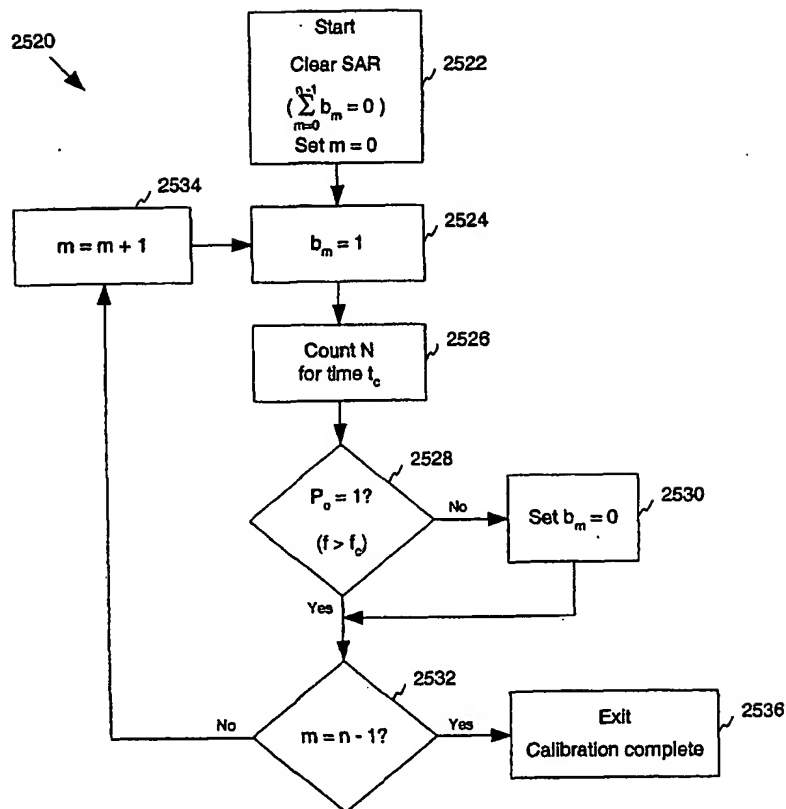 2520
Start
Clear SAR
( ∑ b_m = 0 )
n-1
m=0
Set m = 0
2522
2534
m = m + 1
b_m = 1
2524
Count N
for time t_c
2526
P_o = 1?
(f > f_c)
2528
No
Set b_m = 0
2530
Yes
m = n - 1?
2532
No
Yes
Exit
Calibration complete
2536